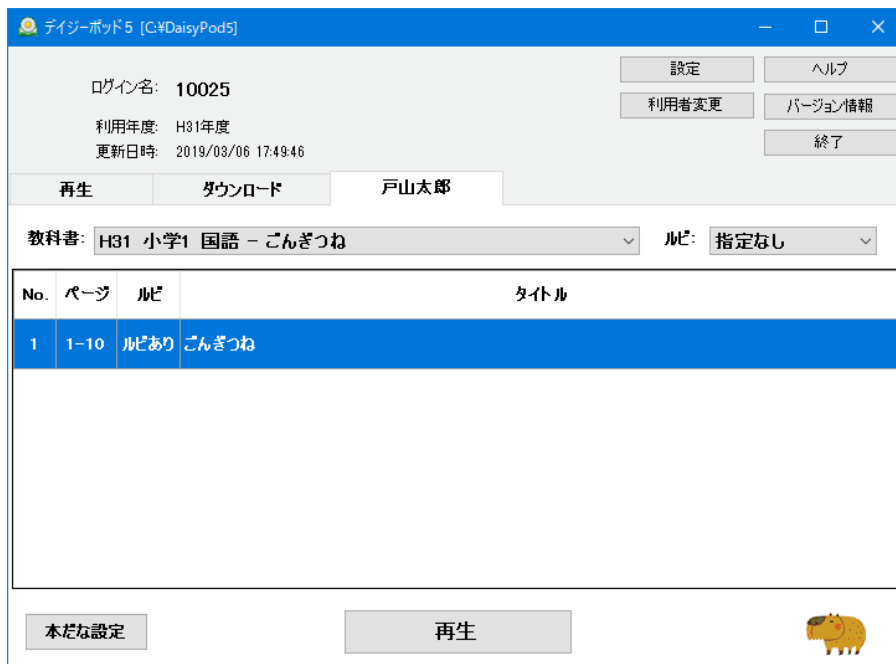 デイジーポッド5 [C:¥DaisyPod5]
設定 ヘルプ
ログイン名: 10025
利用者変更 バージョン情報
利用年度: H31年度
終了
更新日時: 2019/03/06 17:49:46
再生 ダウンロード 戸山太郎
教科書: H31 小学1 国語 - ごんぎつね ルビ: 指定なし
No. ページ ルビ タイトル
1 1-10 ルビあり ごんぎつね
本だな設定 再生